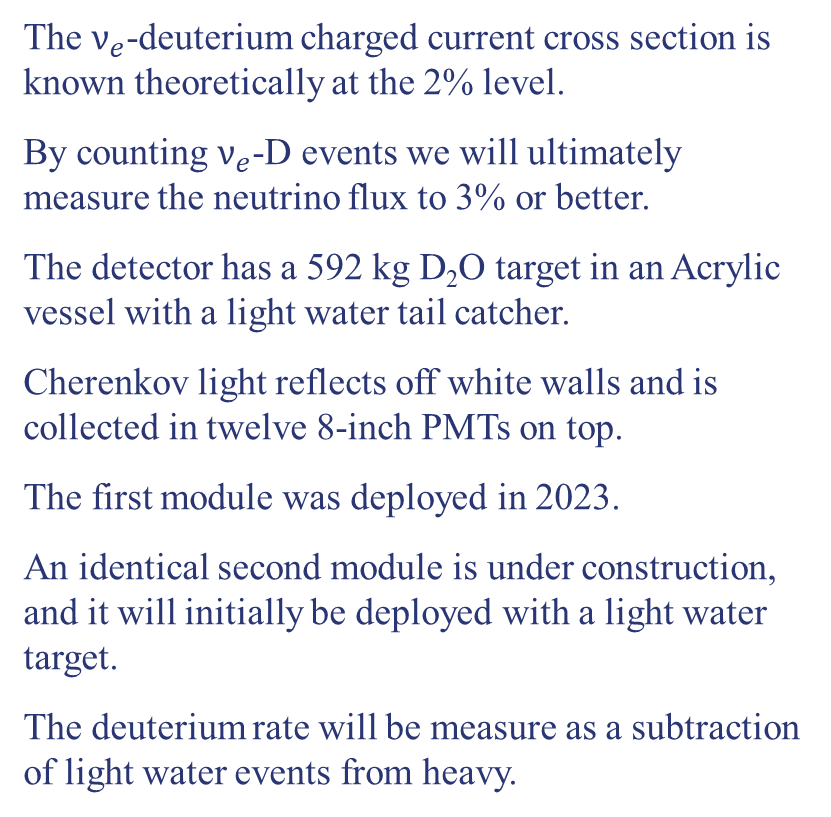 The νₑ-deuterium charged current cross section is
known theoretically at the 2% level.
By counting νₑ-D events we will ultimately
measure the neutrino flux to 3% or better.
The detector has a 592 kg D₂O target in an Acrylic
vessel with a light water tail catcher.
Cherenkov light reflects off white walls and is
collected in twelve 8-inch PMTs on top.
The first module was deployed in 2023.
An identical second module is under construction,
and it will initially be deployed with a light water
target.
The deuterium rate will be measure as a subtraction
of light water events from heavy.